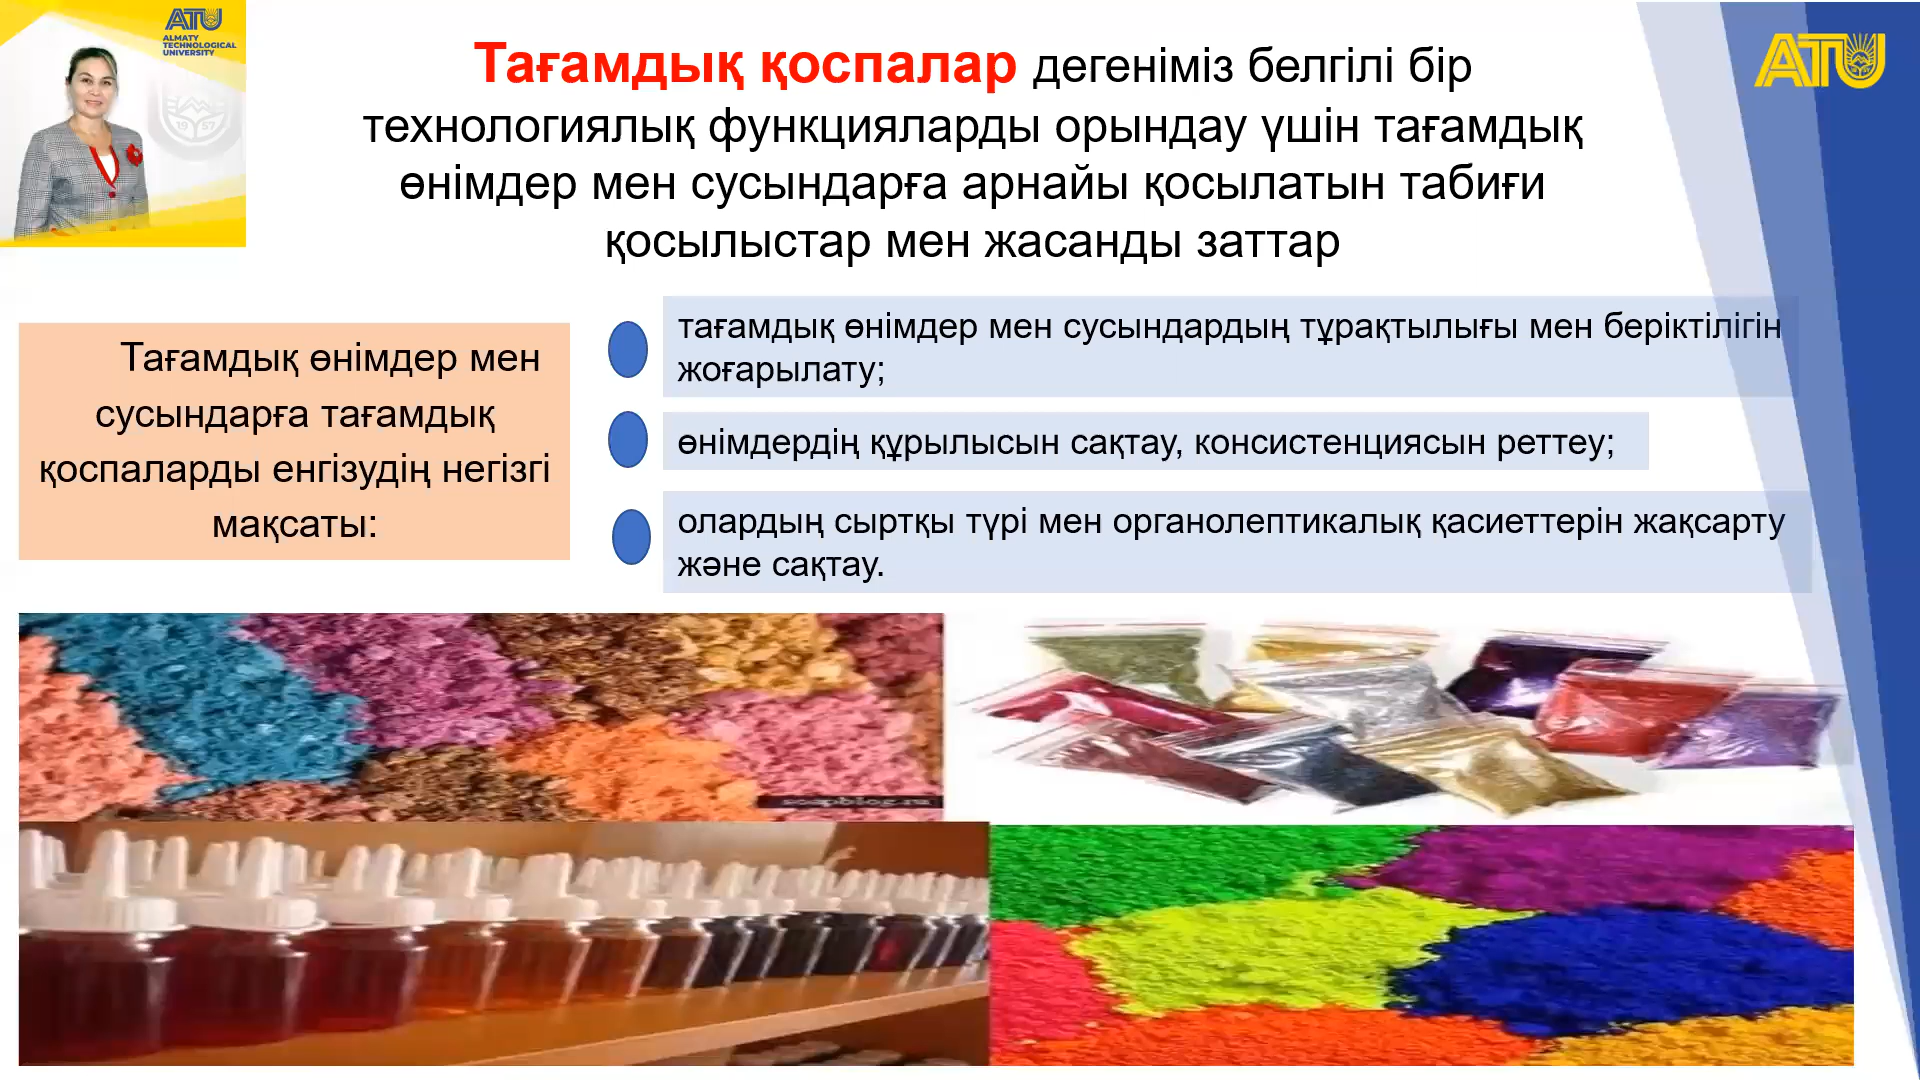 ATU
ALMATY
TECHNOLOGICAL
UNIVERSITY
19 57
ATU
Тағамдық қоспалар дегеніміз белгілі бір
технологиялық функцияларды орындау үшін тағамдық
өнімдер мен сусындарға арнайы қосылатын табиғи
қосылыстар мен жасанды заттар
Тағамдық өнімдер мен
сусындарға тағамдық
қоспаларды енгізудің негізгі
мақсаты:
тағамдық өнімдер мен сусындардың тұрақтылығы мен беріктілігін
жоғарылату;
өнімдердің құрылысын сақтау, консистенциясын реттеу;
олардың сыртқы түрі мен органолептикалық қасиеттерін жақсарту
және сақтау.